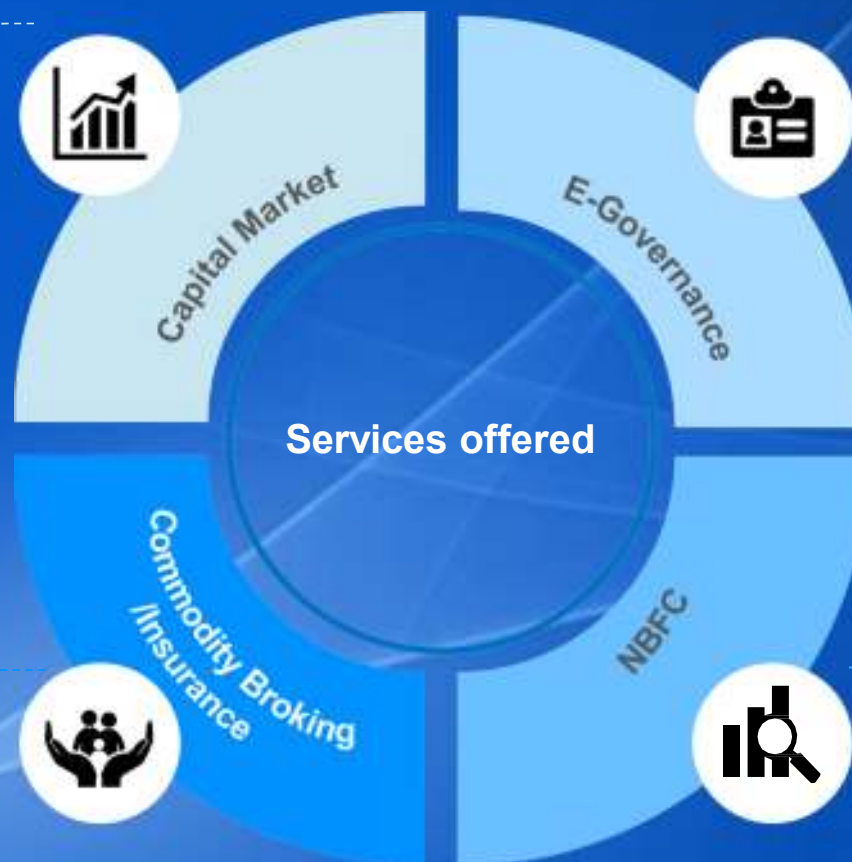 Capital Market
E-Governance
Services offered
Commodity Broking
/Insurance
NBFC